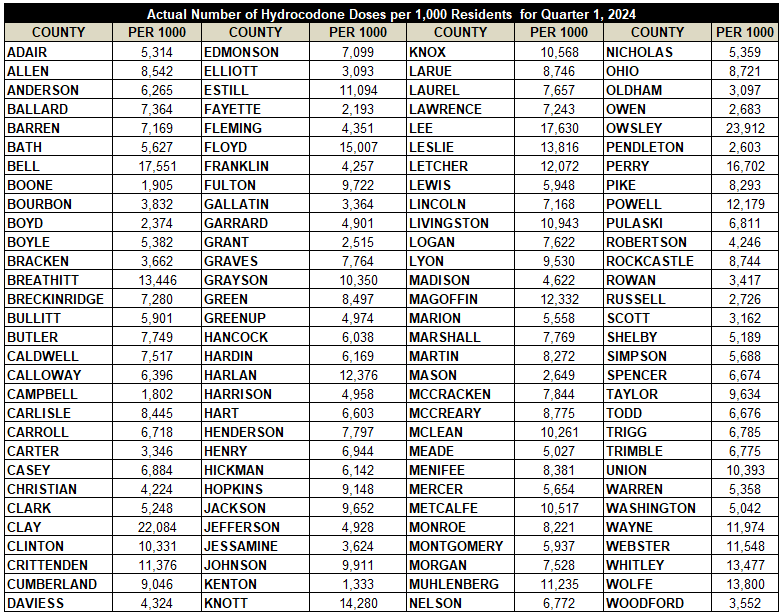 Actual Number of Hydrocodone Doses per 1,000 Residents for Quarter 1, 2024
COUNTY PER 1000 COUNTY PER 1000 COUNTY PER 1000 COUNTY PER 1000
ADAIR 5,314 EDMONSON 7,099 KNOX 10,568 NICHOLAS 5,359
ALLEN 8,542 ELLIOTT 3,093 LARUE 8,746 OHIO 8,721
ANDERSON 6,265 ESTILL 11,094 LAUREL 7,657 OLDHAM 3,097
BALLARD 7,364 FAYETTE 2,193 LAWRENCE 7,243 OWEN 2,683
BARREN 7,169 FLEMING 4,351 LEE 17,630 OWSLEY 23,912
BATH 5,627 FLOYD 15,007 LESLIE 13,816 PENDLETON 2,603
BELL 17,551 FRANKLIN 4,257 LETCHER 12,072 PERRY 16,702
BOONE 1,905 FULTON 9,722 LEWIS 5,948 PIKE 8,293
BOURBON 3,832 GALLATIN 3,364 LINCOLN 7,168 POWELL 12,179
BOYD 2,374 GARRARD 4,901 LIVINGSTON 10,943 PULASKI 6,811
BOYLE 5,382 GRANT 2,515 LOGAN 7,622 ROBERTSON 4,246
BRACKEN 3,662 GRAVES 7,764 LYON 9,530 ROCKCASTLE 8,744
BREATHITT 13,446 GRAYSON 10,350 MADISON 4,622 ROWAN 3,417
BRECKINRIDGE 7,280 GREEN 8,497 MAGOFFIN 12,332 RUSSELL 2,726
BULLITT 5,901 GREENUP 4,974 MARION 5,558 SCOTT 3,162
BUTLER 7,749 HANCOCK 6,038 MARSHALL 7,769 SHELBY 5,189
CALDWELL 7,517 HARDIN 6,169 MARTIN 8,272 SIMPSON 5,688
CALLOWAY 6,396 HARLAN 12,376 MASON 2,649 SPENCER 6,674
CAMPBELL 1,802 HARRISON 4,958 MCCRACKEN 7,844 TAYLOR 9,634
CARLISLE 8,445 HART 6,603 MCCREARY 8,775 TODD 6,676
CARROLL 6,718 HENDERSON 7,797 MCLEAN 10,261 TRIGG 6,785
CARTER 3,346 HENRY 6,944 MEADE 5,027 TRIMBLE 6,775
CASEY 6,884 HICKMAN 6,142 MENIFEE 8,381 UNION 10,393
CHRISTIAN 4,224 HOPKINS 9,148 MERCER 5,654 WARREN 5,358
CLARK 5,248 JACKSON 9,652 METCALFE 10,517 WASHINGTON 5,042
CLAY 22,084 JEFFERSON 4,928 MONROE 8,221 WAYNE 11,974
CLINTON 10,331 JESSAMINE 3,624 MONTGOMERY 5,937 WEBSTER 11,548
CRITTENDEN 11,376 JOHNSON 9,911 MORGAN 7,528 WHITLEY 13,477
CUMBERLAND 9,046 KENTON 1,333 MUHLENBERG 11,235 WOLFE 13,800
DAVIESS 4,324 KNOTT 14,280 NELSON 6,772 WOODFORD 3,552